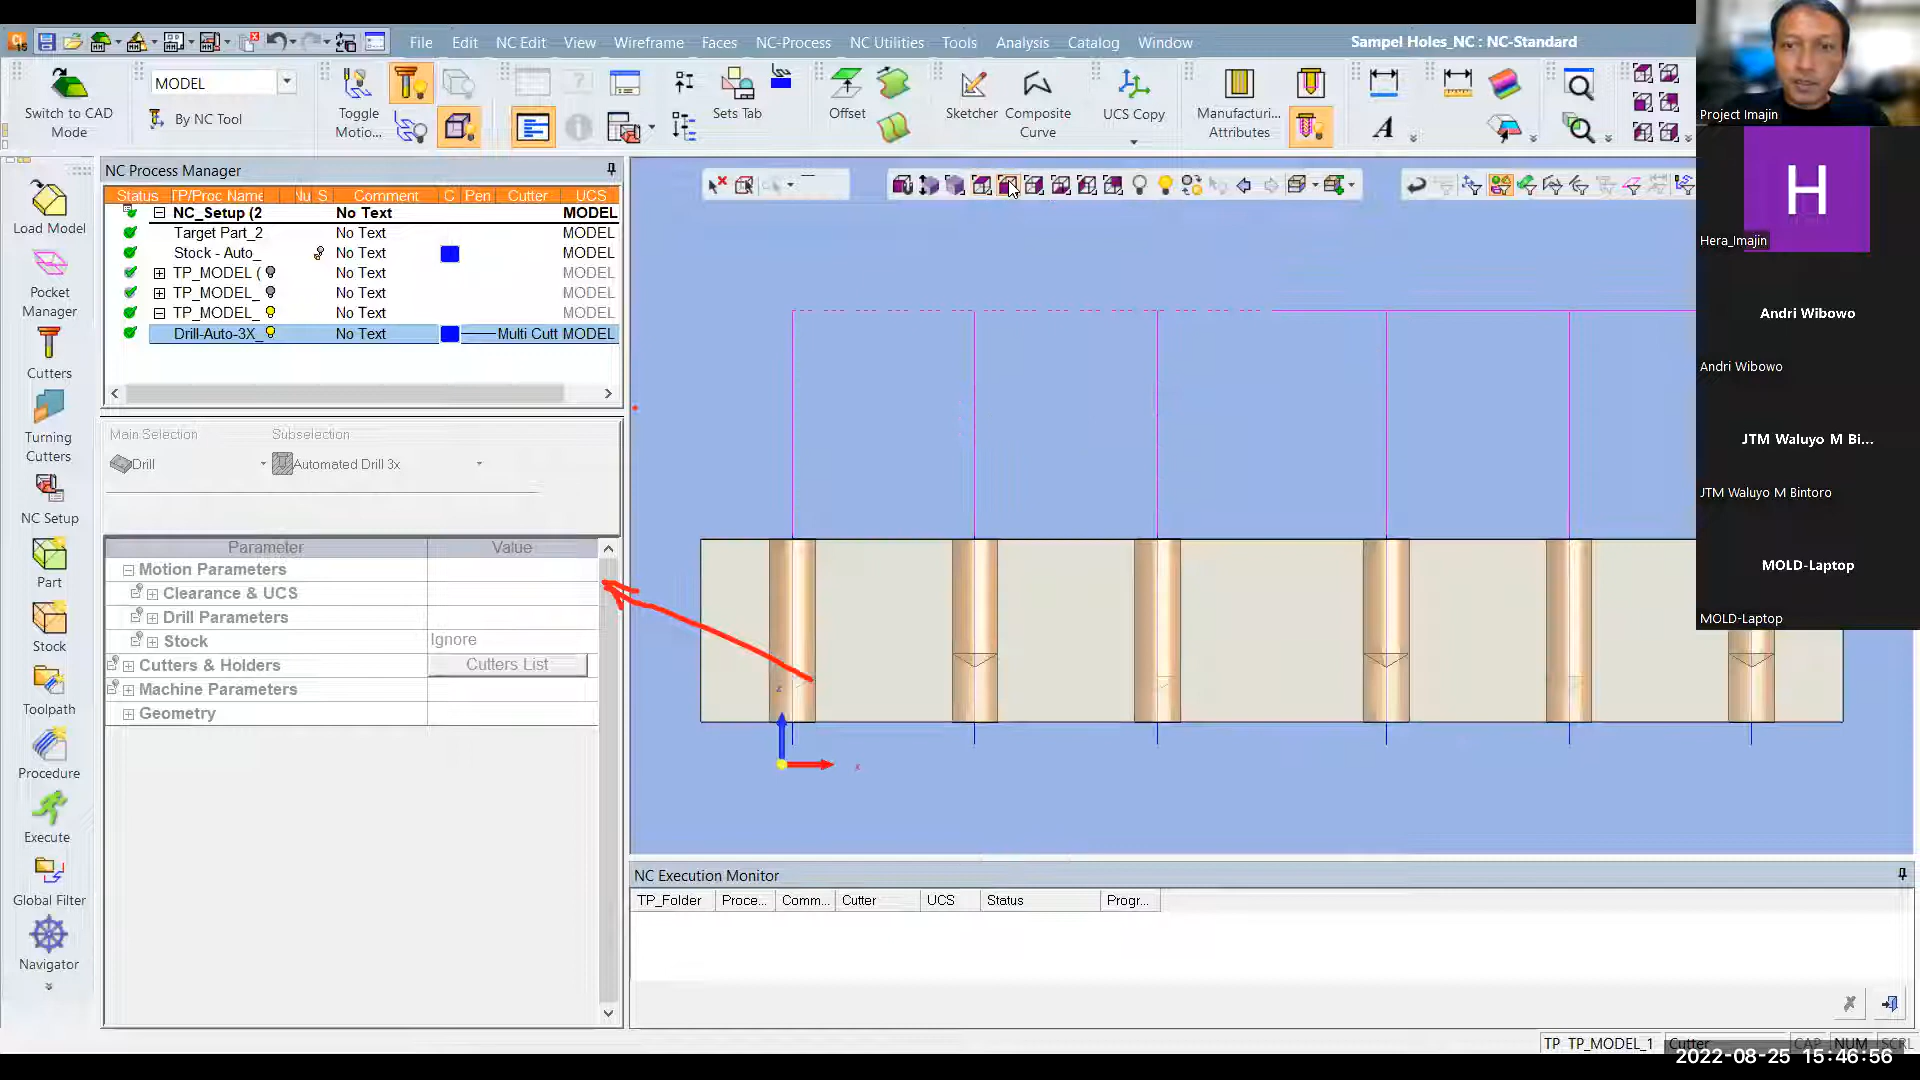 File Edit NC Edit View Wireframe Faces NC-Process NC Utilities Tools Analysis Catalog Window Sampel Holes_NC : NC-Standard
15
Switch to CAD Mode
MODEL
By NC Tool
Toggle Motio...
Sets Tab
Offset
Sketcher
Composite Curve
UCS Copy
Manufacturi... Attributes
A
Project Imajin
H
Hera_Imajin
Andri Wibowo
Andri Wibowo
JTM Waluyo M Bi...
JTM Waluyo M Bintoro
MOLD-Laptop
MOLD-Laptop
Load Model
Pocket Manager
Cutters
Turning Cutters
NC Setup
Part
Stock
Toolpath
Procedure
Execute
Global Filter
Navigator
NC Process Manager
Status TP/Proc Name Nu S Comment C Pen Cutter UCS
NC_Setup (2 No Text MODEL
Target Part_2 No Text MODEL
Stock - Auto_ No Text MODEL
TP_MODEL ( No Text MODEL
TP_MODEL_ No Text MODEL
TP_MODEL_ No Text MODEL
Drill-Auto-3X_ No Text Multi Cutt MODEL
Main Selection Subselection
Drill Automated Drill 3x
Parameter Value
Motion Parameters
Clearance & UCS
Drill Parameters
Stock Ignore
Cutters & Holders Cutters List
Machine Parameters
Geometry
z
x
NC Execution Monitor
TP_Folder Proce... Comm... Cutter UCS Status Progr...
TP TP_MODEL_1 Cutter CAP NUM SCRL
2022-08-25 15:46:56